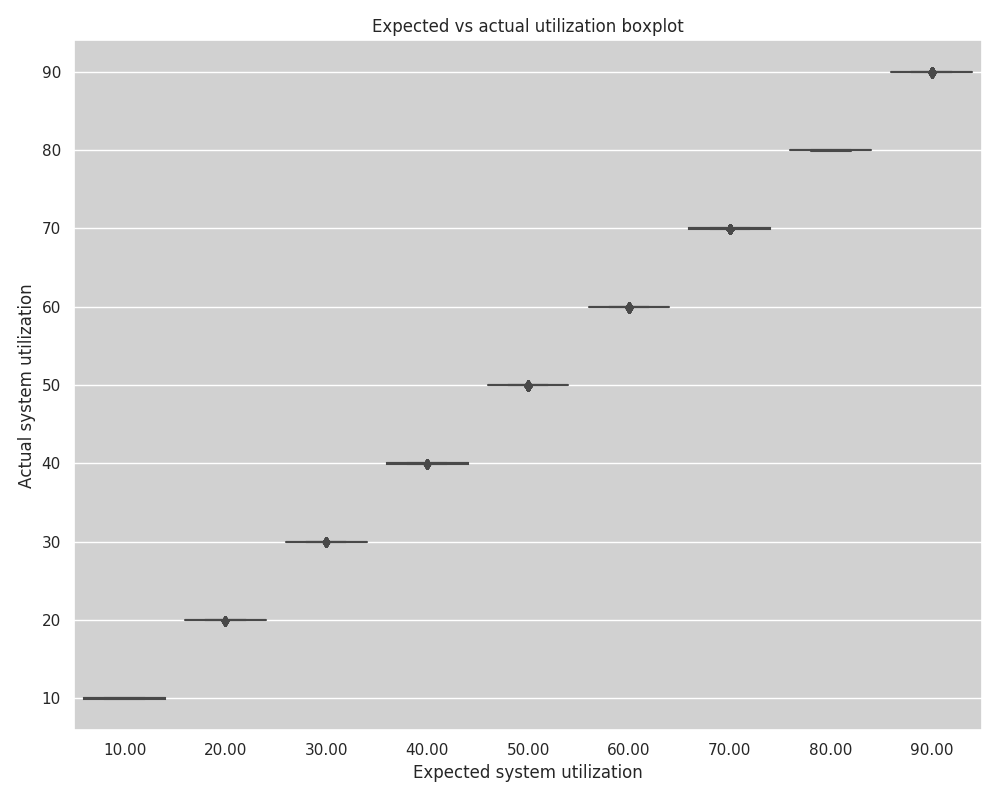 Expected vs actual utilization boxplot
90
80
70
60
50
40
30
20
10
Actual system utilization
10.00 20.00 30.00 40.00 50.00 60.00 70.00 80.00 90.00
Expected system utilization